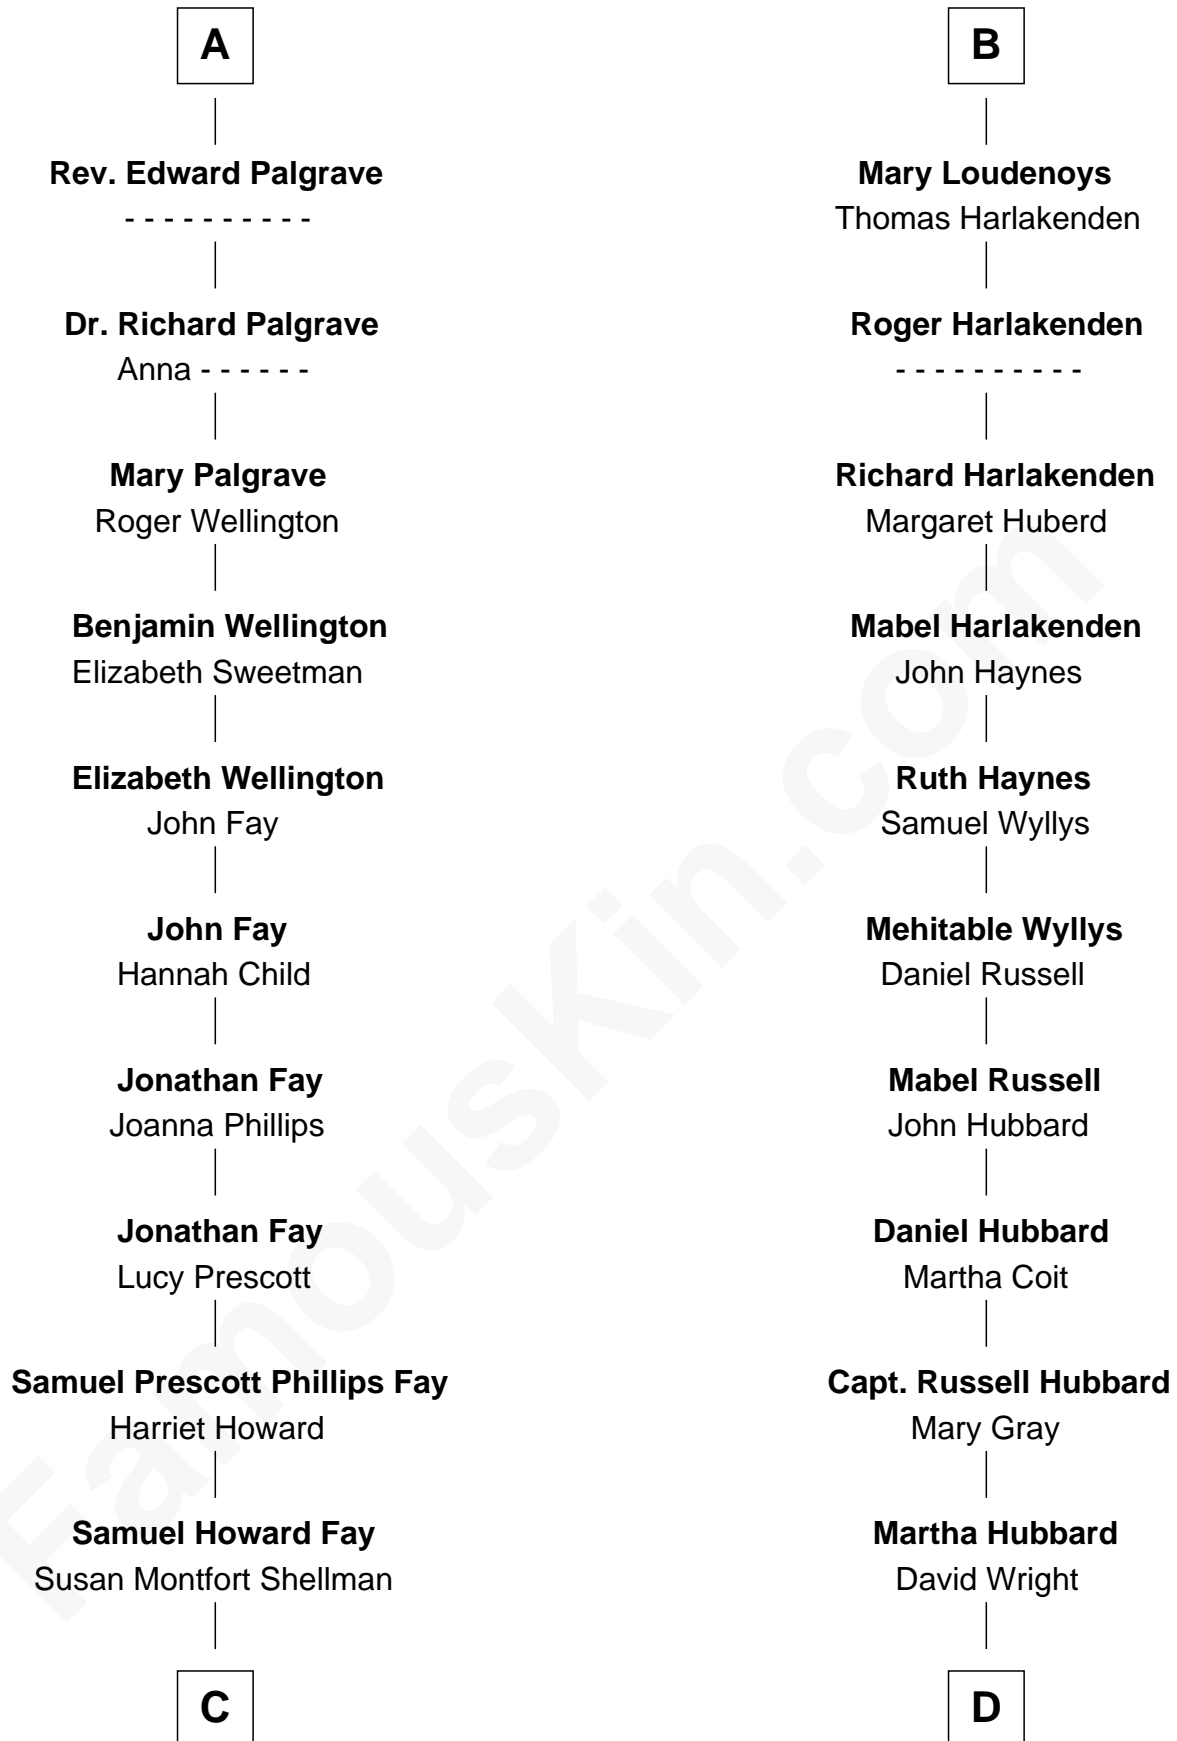 A
Rev. Edward Palgrave
- - - - - - - - - -
Dr. Richard Palgrave
Anna - - - - - -
Mary Palgrave
Roger Wellington
Benjamin Wellington
Elizabeth Sweetman
Elizabeth Wellington
John Fay
John Fay
Hannah Child
Jonathan Fay
Joanna Phillips
Jonathan Fay
Lucy Prescott
Samuel Prescott Phillips Fay
Harriet Howard
Samuel Howard Fay
Susan Montfort Shellman
C
B
Mary Loudenoys
Thomas Harlakenden
Roger Harlakenden
- - - - - - - - - -
Richard Harlakenden
Margaret Huberd
Mabel Harlakenden
John Haynes
Ruth Haynes
Samuel Wyllys
Mehitable Wyllys
Daniel Russell
Mabel Russell
John Hubbard
Daniel Hubbard
Martha Coit
Capt. Russell Hubbard
Mary Gray
Martha Hubbard
David Wright
D
FamousKin.com